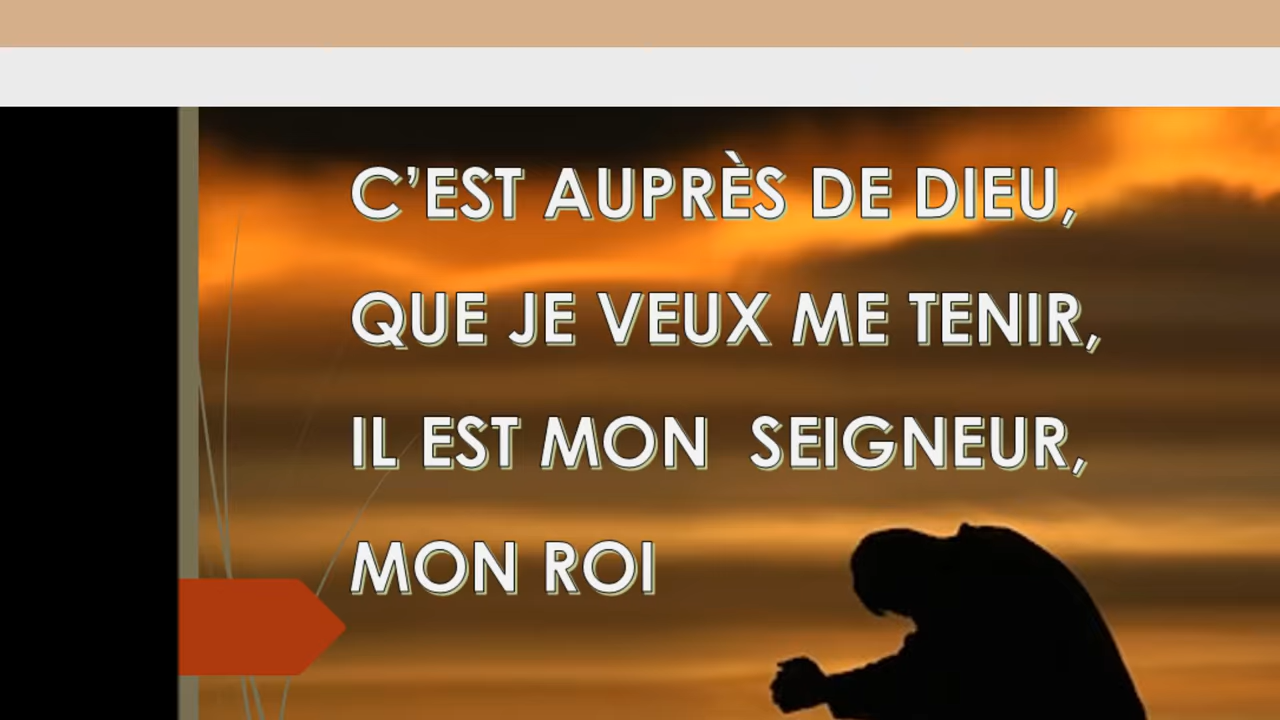 C’EST AUPRÈS DE DIEU,
QUE JE VEUX ME TENIR,
IL EST MON  SEIGNEUR,
MON ROI